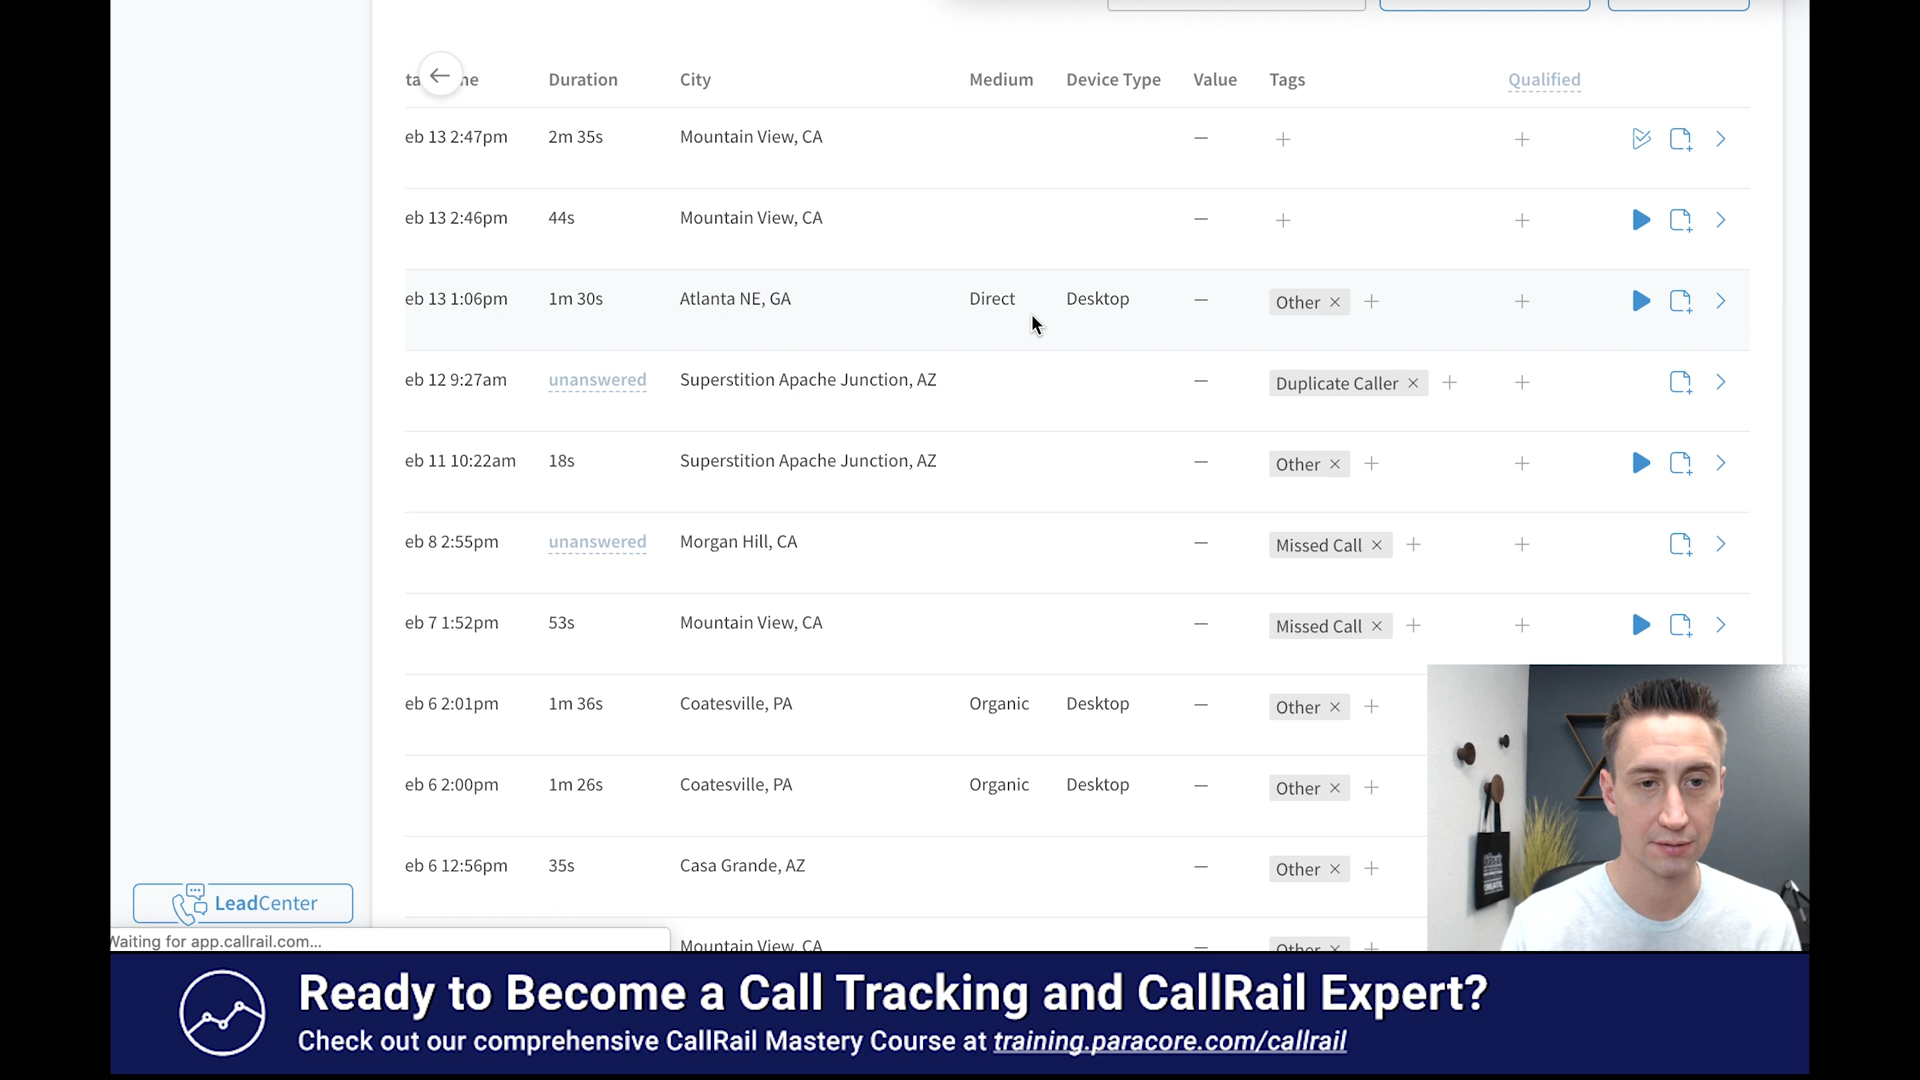 ta ne Duration City Medium Device Type Value Tags Qualified
eb 13 2:47pm 2m 35s Mountain View, CA — + +
eb 13 2:46pm 44s Mountain View, CA — + +
eb 13 1:06pm 1m 30s Atlanta NE, GA Direct Desktop — Other × + +
eb 12 9:27am unanswered Superstition Apache Junction, AZ — Duplicate Caller × + +
eb 11 10:22am 18s Superstition Apache Junction, AZ — Other × + +
eb 8 2:55pm unanswered Morgan Hill, CA — Missed Call × + +
eb 7 1:52pm 53s Mountain View, CA — Missed Call × + +
eb 6 2:01pm 1m 36s Coatesville, PA Organic Desktop — Other × +
eb 6 2:00pm 1m 26s Coatesville, PA Organic Desktop — Other × +
eb 6 12:56pm 35s Casa Grande, AZ — Other × +
LeadCenter
Mountain View, CA — Other × +
Waiting for app.callrail.com...
Ready to Become a Call Tracking and CallRail Expert?
Check out our comprehensive CallRail Mastery Course at training.paracore.com/callrail